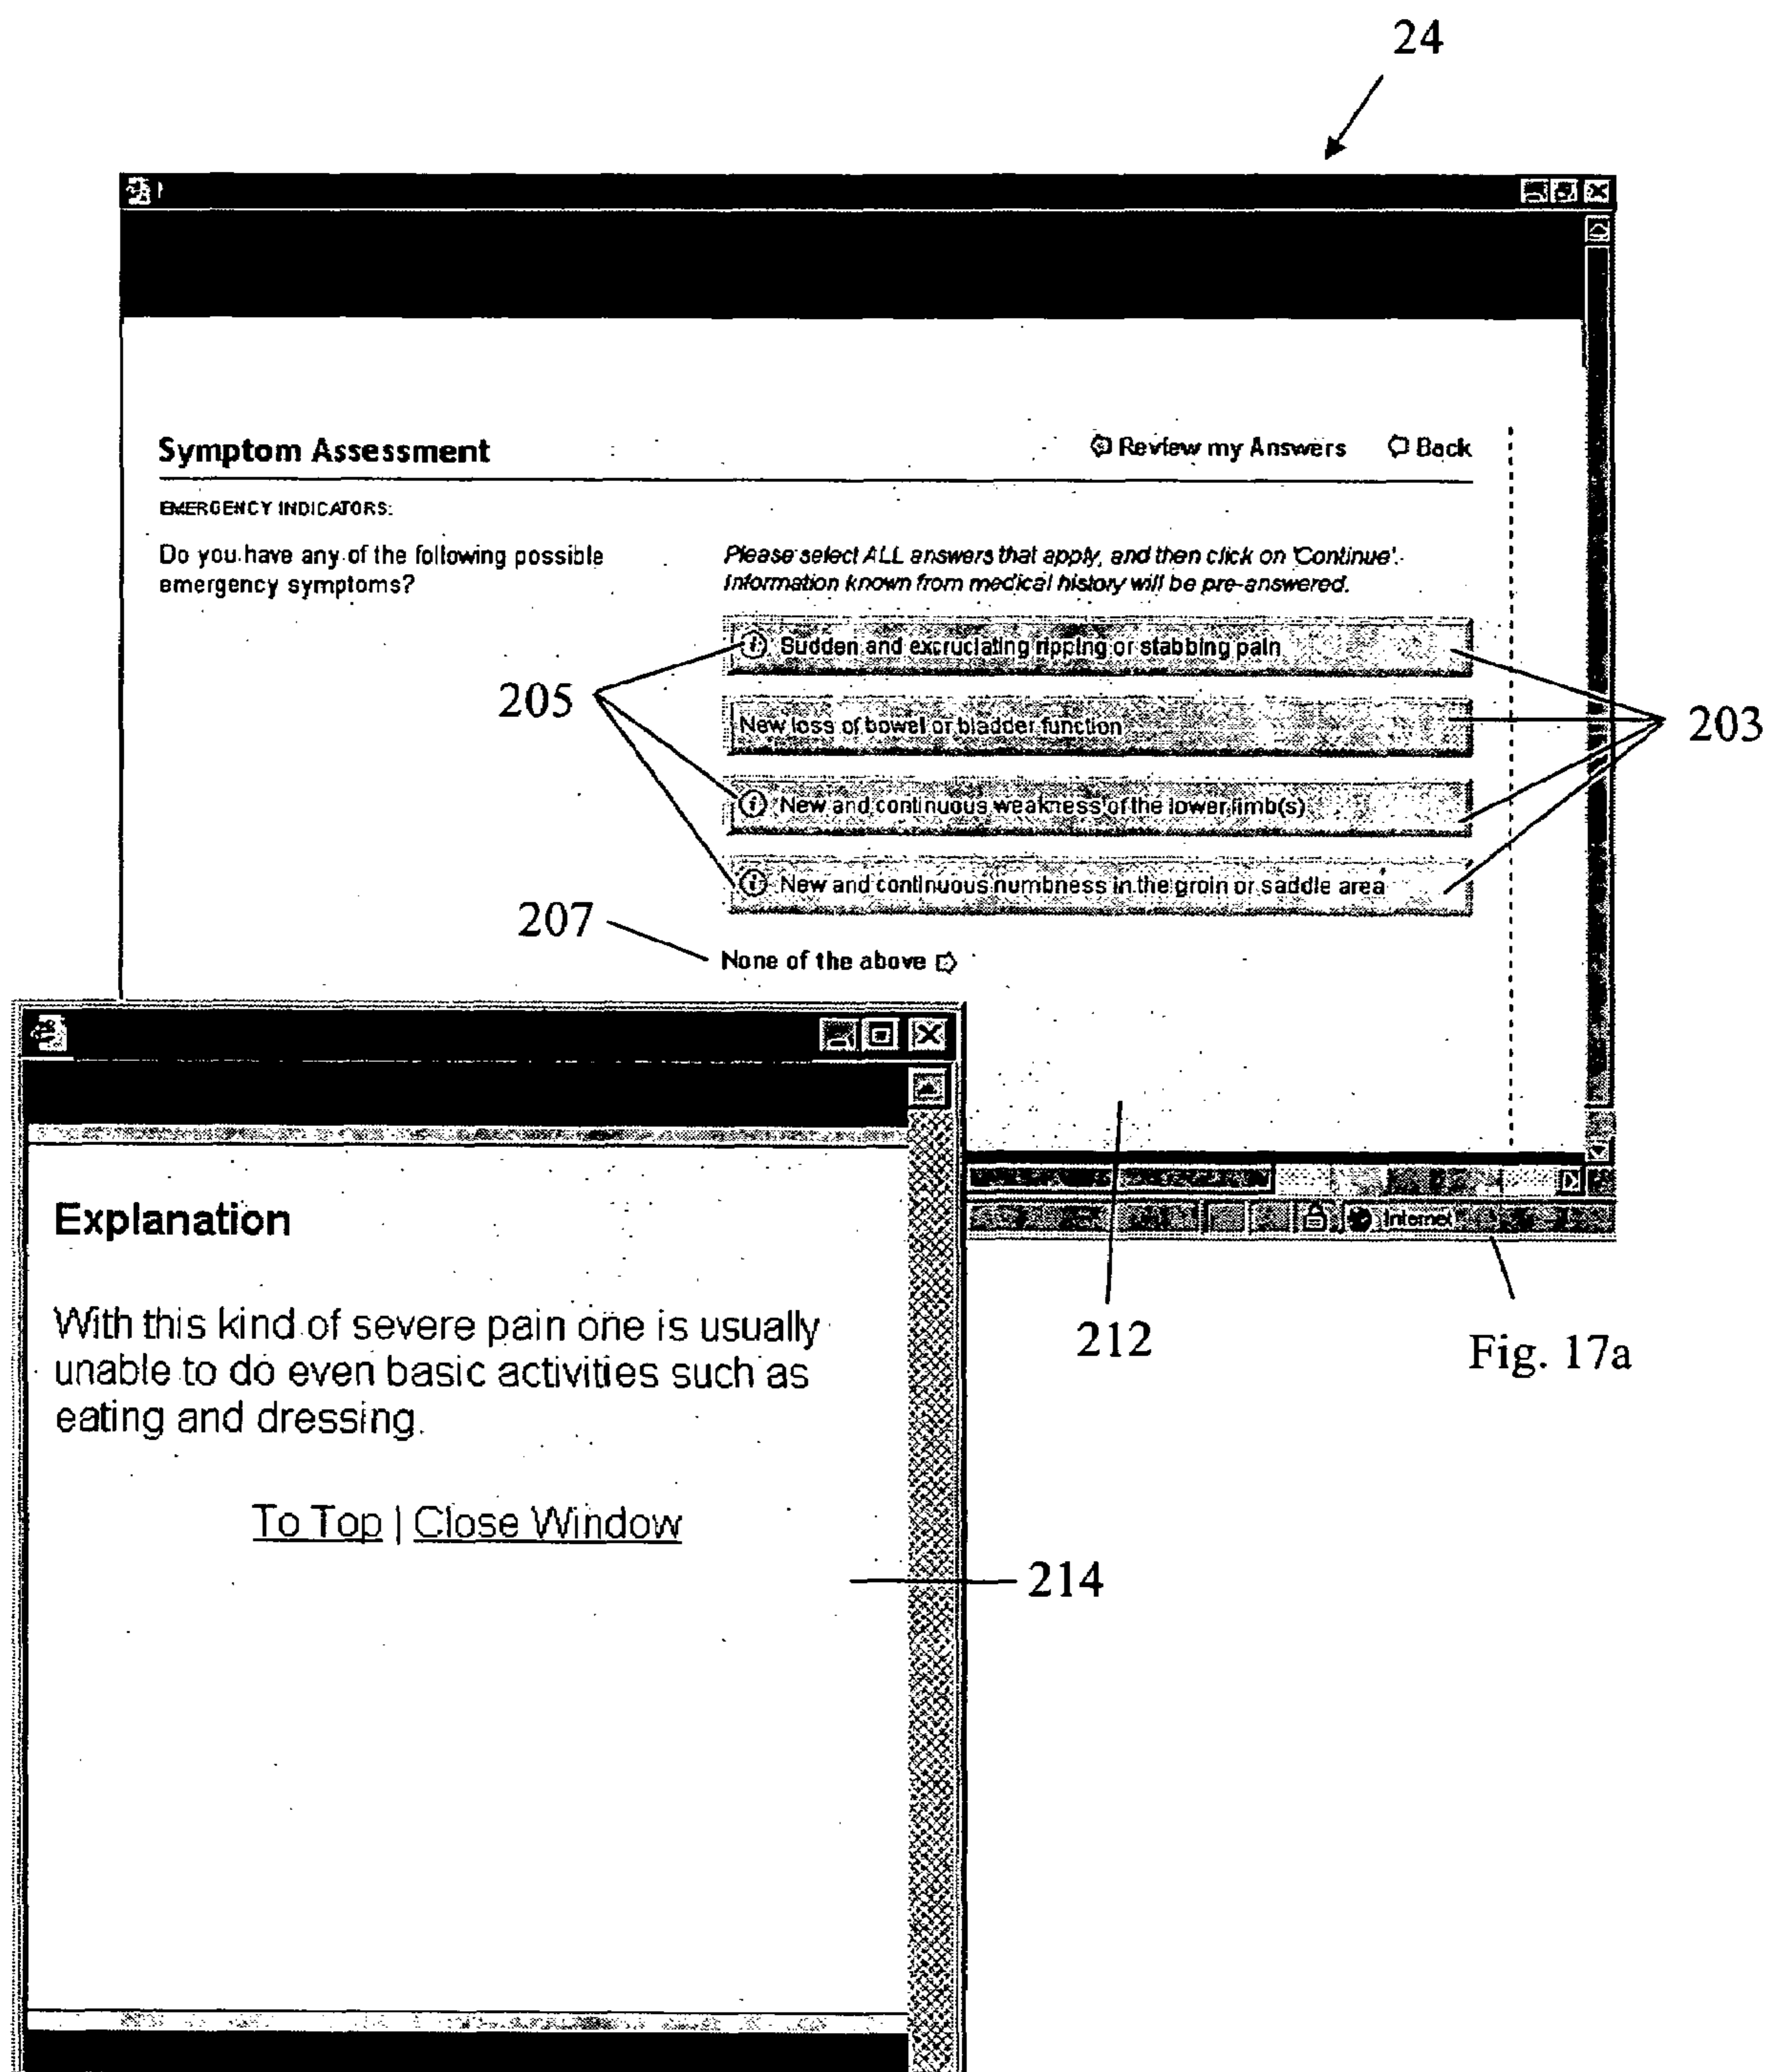 24
Symptom Assessment
Review my Answers Back
EMERGENCY INDICATORS:
Do you have any of the following possible
emergency symptoms?
Please select ALL answers that apply, and then click on 'Continue'.
Information known from medical history will be pre-answered.
Sudden and excruciating ripping or stabbing pain
205
New loss of bowel or bladder function
203
New and continuous weakness of the lower limb(s)
New and continuous numbness in the groin or saddle area
207
None of the above
Internet
212
Fig. 17a
Explanation
With this kind of severe pain one is usually
unable to do even basic activities such as
eating and dressing.
To Top | Close Window
214